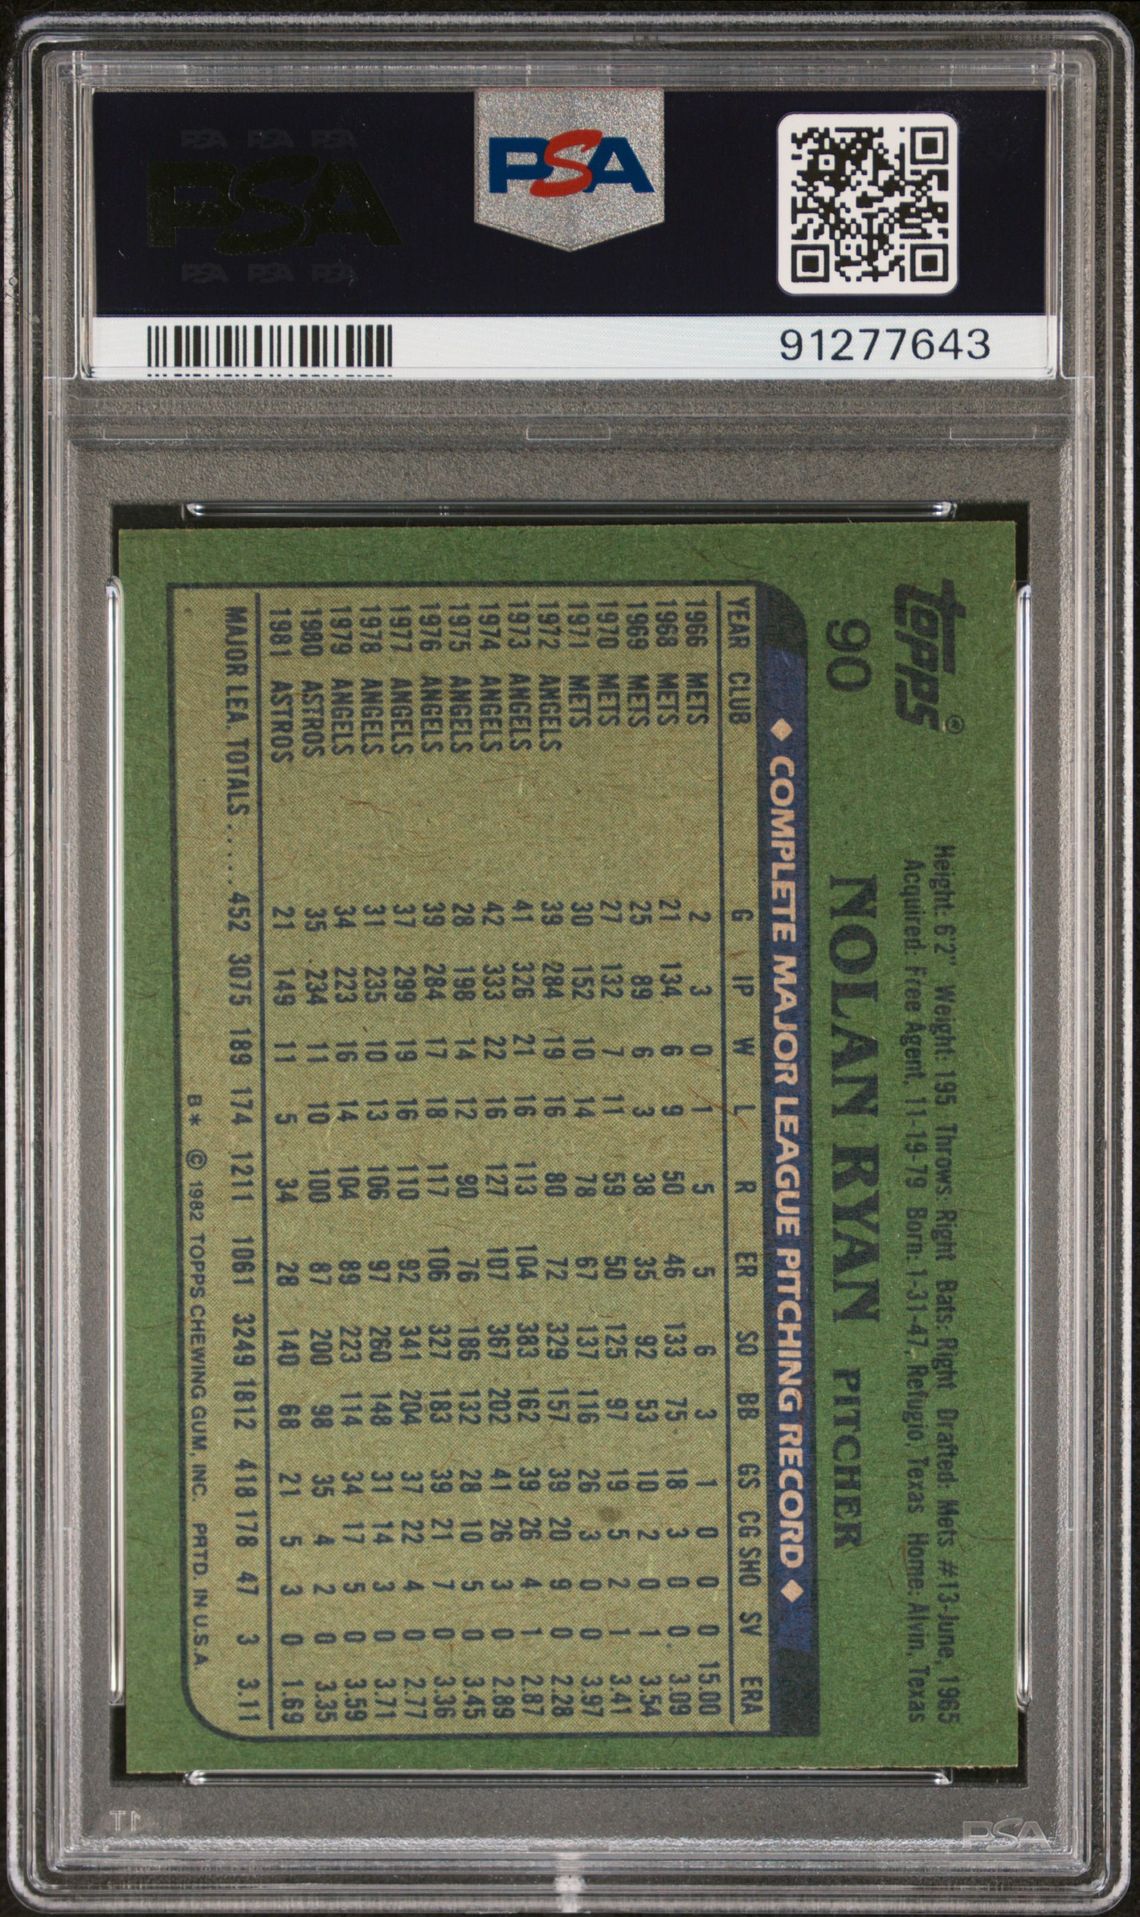 PSA PSA PSA
PSA
PSA PSA PSA
PSA
91277643
topps®
90
Height: 6'2" Weight: 195 Throws: Right Bats: Right Drafted: Mets #13-June, 1965
Acquired: Free Agent, 11-19-79 Born: 1-31-47, Refugio, Texas Home: Alvin, Texas
NOLAN RYAN PITCHER
◆ COMPLETE MAJOR LEAGUE PITCHING RECORD ◆
YEAR CLUB G IP W L R ER SO BB GS CG SHO SV ERA
1966 METS 2 3 0 1 5 5 6 3 1 0 0 0 15.00
1968 METS 21 134 6 9 50 46 133 75 18 3 0 0 3.09
1969 METS 25 89 6 3 38 35 92 53 10 2 0 1 3.54
1970 METS 27 132 7 11 59 50 125 97 19 5 2 1 3.41
1971 METS 30 152 10 14 78 67 137 116 26 3 0 0 3.97
1972 ANGELS 39 284 19 16 80 72 329 157 39 20 9 0 2.28
1973 ANGELS 41 326 21 16 113 104 383 162 39 26 4 1 2.87
1974 ANGELS 42 333 22 16 127 107 367 202 41 26 3 0 2.89
1975 ANGELS 28 198 14 12 90 76 186 132 28 10 5 0 3.45
1976 ANGELS 39 284 17 18 117 106 327 183 39 21 7 0 3.36
1977 ANGELS 37 299 19 16 110 92 341 204 37 22 4 0 2.77
1978 ANGELS 31 235 10 13 106 97 260 148 31 14 3 0 3.71
1979 ANGELS 34 223 16 14 104 89 223 114 34 17 5 0 3.59
1980 ASTROS 35 234 11 10 100 87 200 98 35 4 2 0 3.35
1981 ASTROS 21 149 11 5 34 28 140 68 21 5 3 0 1.69
MAJOR LEA. TOTALS.....452 3075 189 174 1211 1061 3249 1812 418 178 47 3 3.11
B* © 1982 TOPPS CHEWING GUM, INC. PRTD. IN U.S.A.
PSA